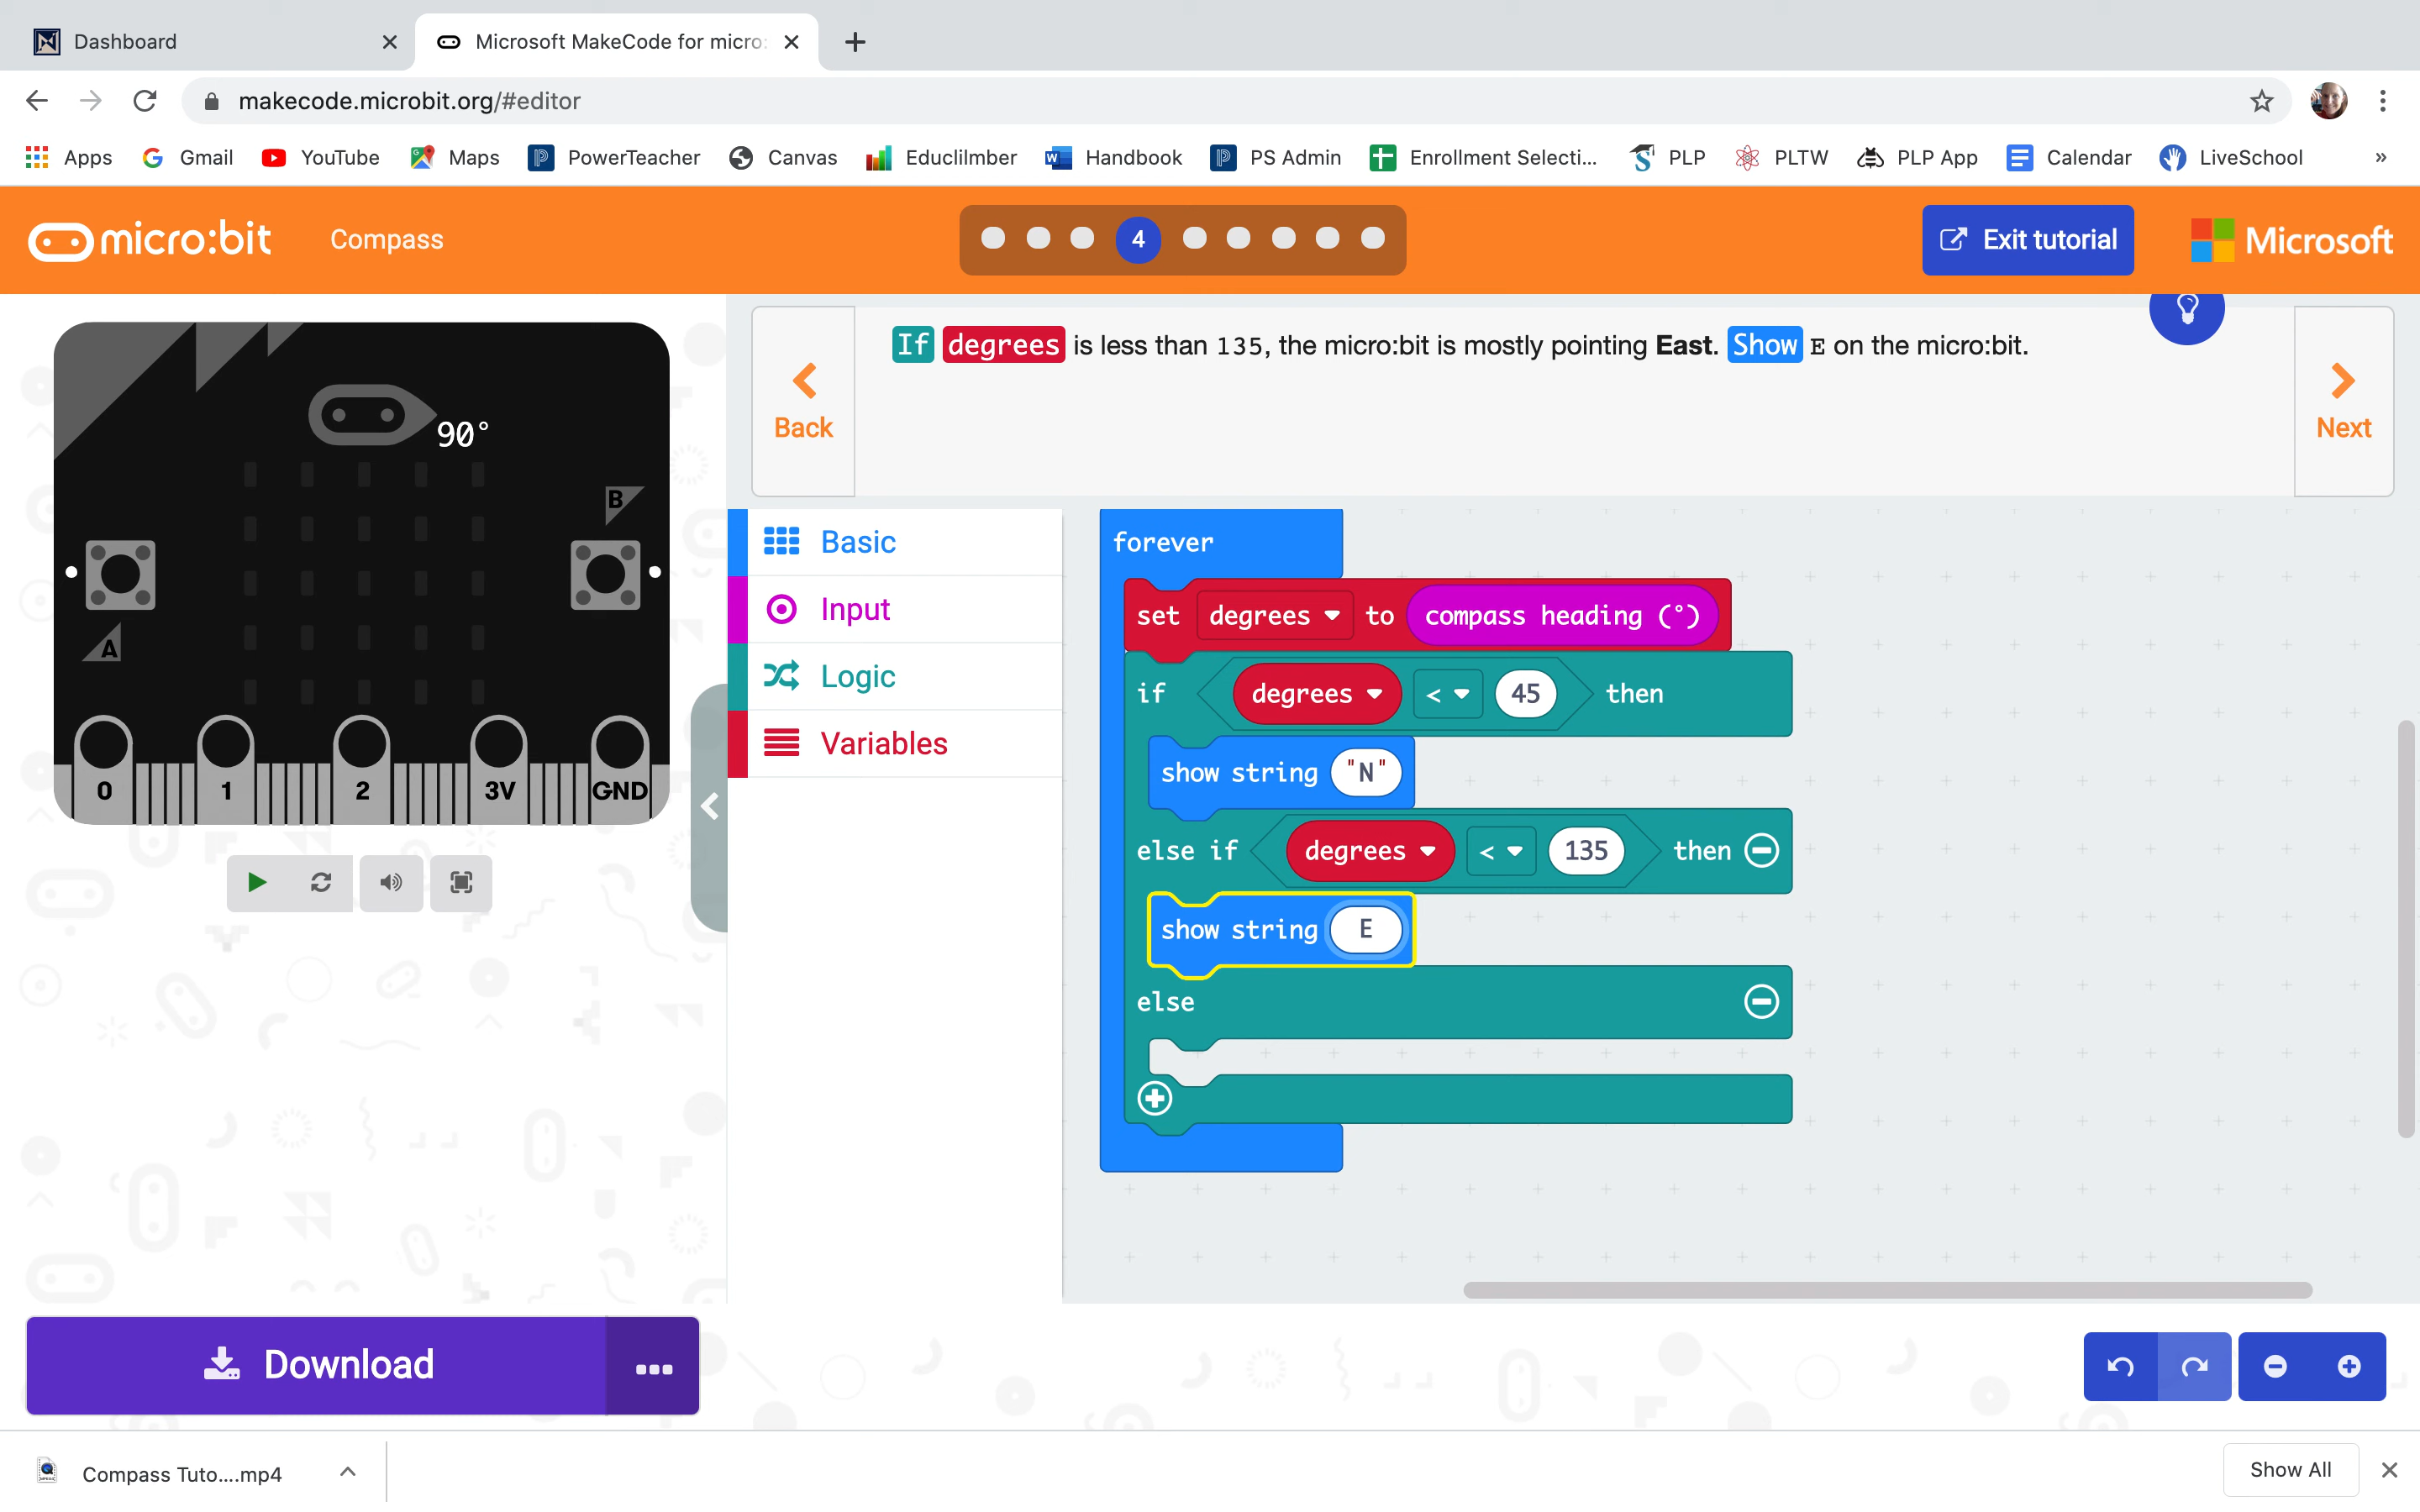 Dashboard
Microsoft MakeCode for micro:
makecode.microbit.org/#editor
Apps Gmail YouTube Maps PowerTeacher Canvas Educlilmber Handbook PS Admin Enrollment Selecti... PLP PLTW PLP App Calendar LiveSchool »
micro:bit Compass 4 Exit tutorial Microsoft
If degrees is less than 135, the micro:bit is mostly pointing East. Show E on the micro:bit.
Back
Next
90°
B
A
0 1 2 3V GND
Basic
Input
Logic
Variables
forever
set degrees to compass heading (°)
if degrees < 45 then
show string "N"
else if degrees < 135 then
show string E
else
Download ...
Compass Tuto....mp4
Show All